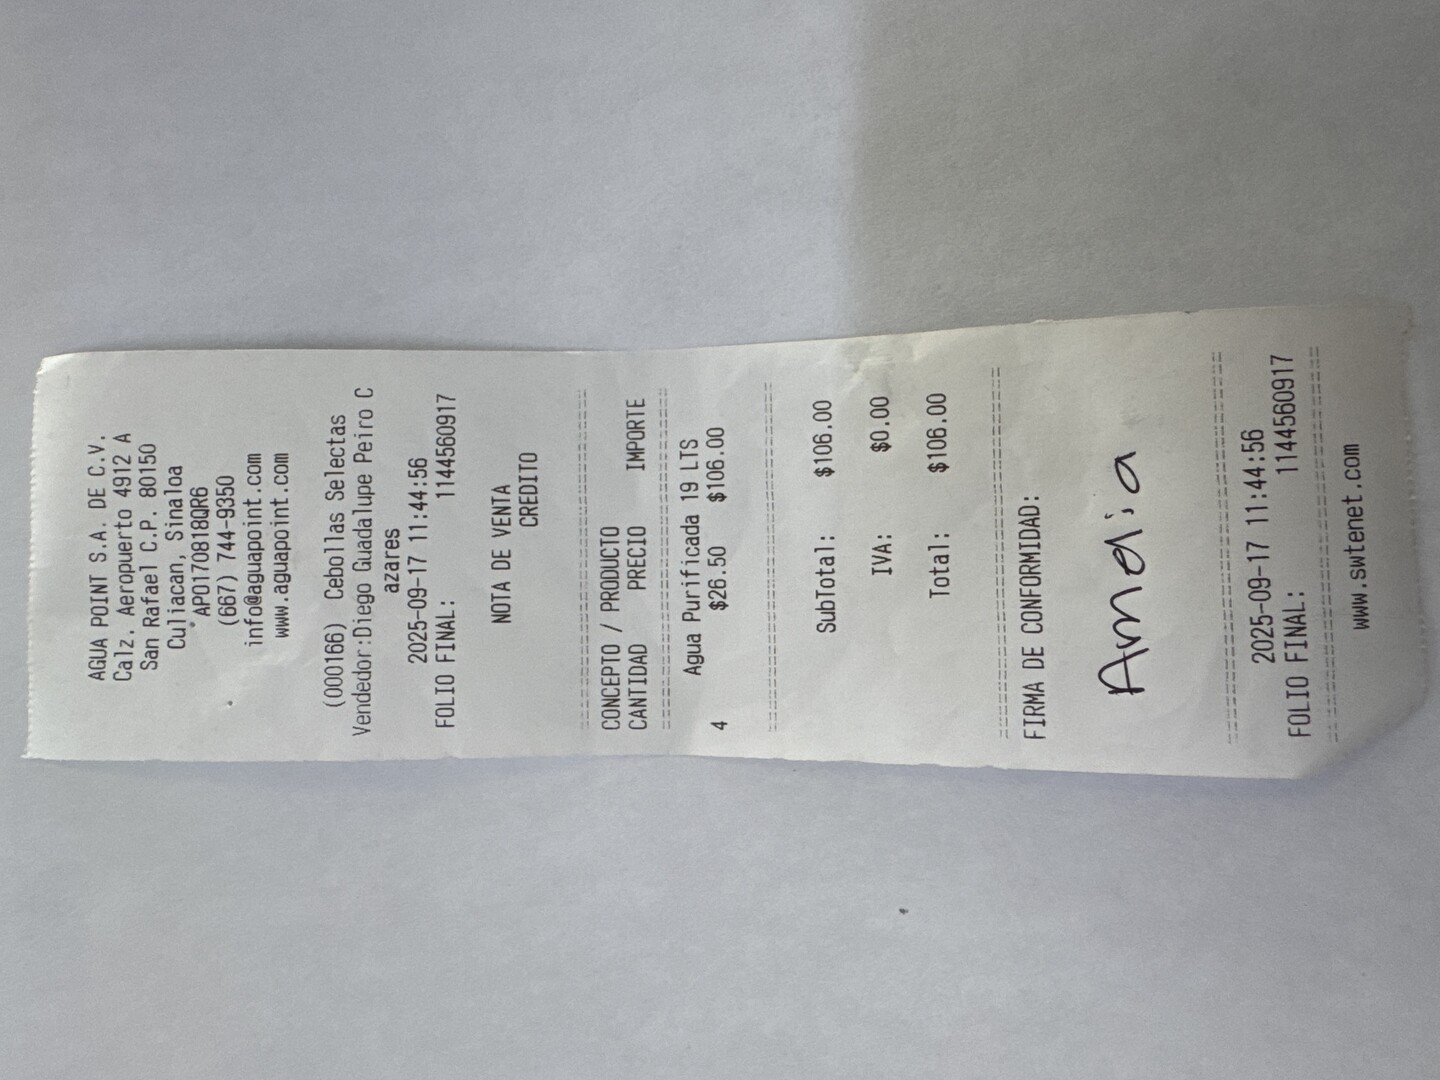 AGUA POINT S.A. DE C.V.
Calz. Aeropuerto 4912 A
San Rafael C.P. 80150
Culiacan, Sinaloa
APO170818QR6
(667) 744-9350
info@aguapoint.com
www.aguapoint.com
(000166) Cebollas Selectas
Vendedor:Diego Guadalupe Peiro C
azares
2025-09-17 11:44:56
FOLIO FINAL: 1144560917
NOTA DE VENTA
CREDITO
================================
CONCEPTO / PRODUCTO
CANTIDAD PRECIO IMPORTE
================================
Agua Purificada 19 LTS
4 $26.50 $106.00
================================
SubTotal: $106.00
IVA: $0.00
Total: $106.00
================================
FIRMA DE CONFORMIDAD:
Amdia
================================
2025-09-17 11:44:56
FOLIO FINAL: 1144560917
================================
www.swtenet.com